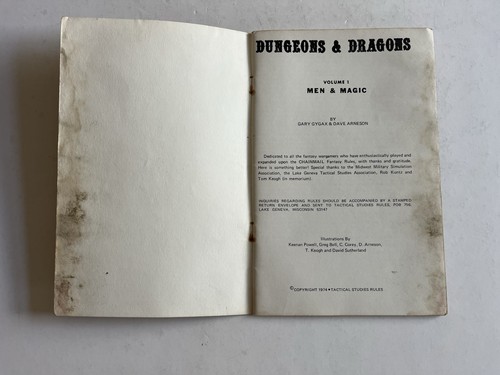 DUNGEONS & DRAGONS
VOLUME I
MEN & MAGIC
BY
GARY GYGAX & DAVE ARNESON
Dedicated to all the fantasy wargamers who have enthusiastically played and
expanded upon the CHAINMAIL Fantasy Rules, with thanks and gratitude.
Here is something better! Special thanks to the Midwest Military Simulation
Association, the Lake Geneva Tactical Studies Association, Rob Kuntz and
Tom Keogh (in memorium).
INQUIRIES REGARDING RULES SHOULD BE ACCOMPANIED BY A STAMPED
RETURN ENVELOPE AND SENT TO TACTICAL STUDIES RULES, POB 756,
LAKE GENEVA, WISCONSIN 53147
Illustrations By
Keenan Powell, Greg Bell, C. Corey, D. Arneson,
T. Keogh and David Sutherland
©COPYRIGHT 1974 • TACTICAL STUDIES RULES